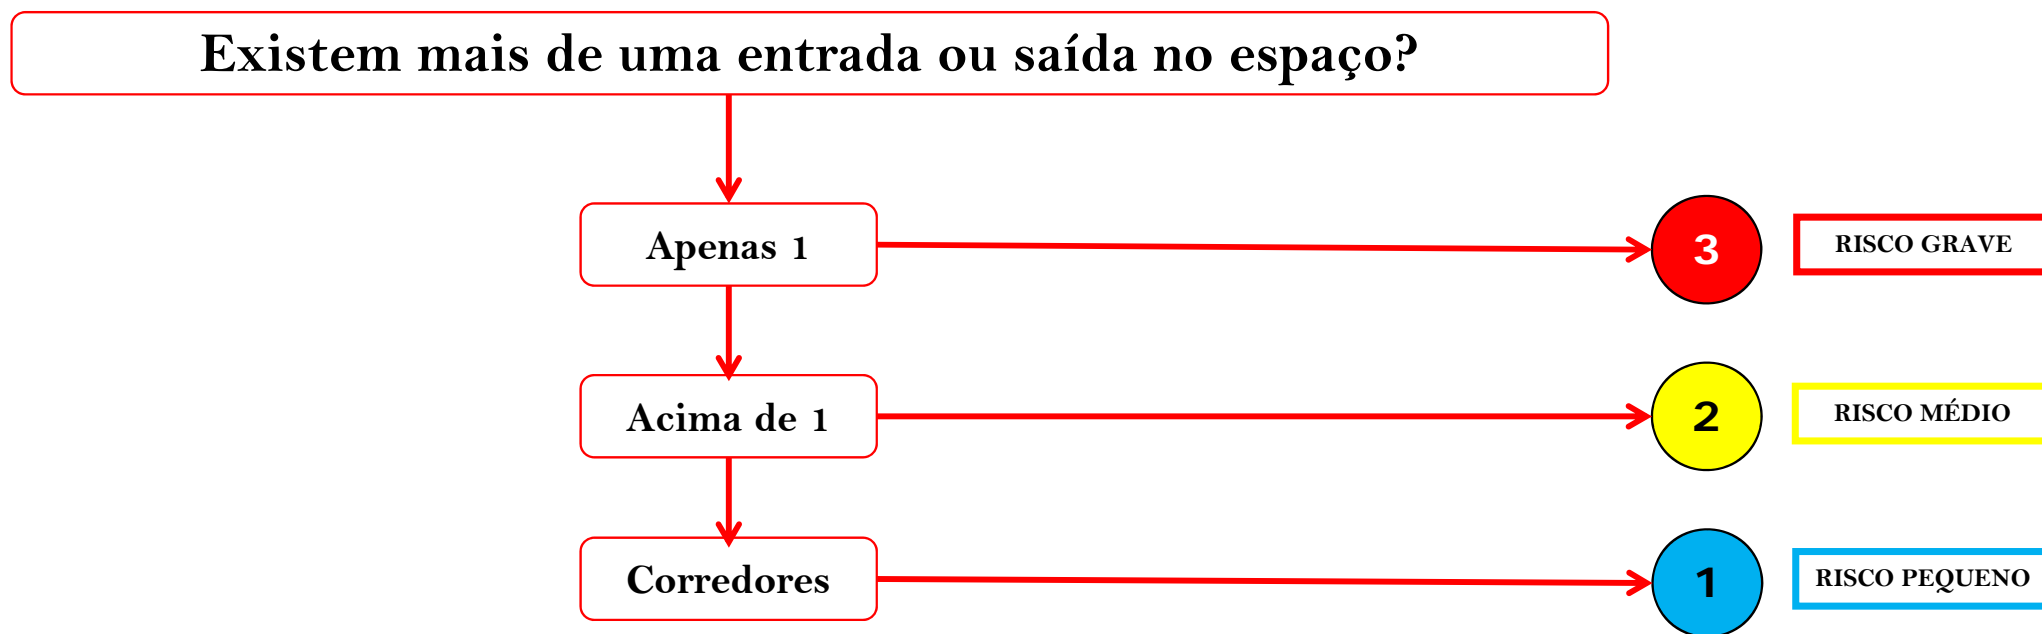 Existem mais de uma entrada ou saída no espaço?
Apenas 1
3
RISCO GRAVE
Acima de 1
2
RISCO MÉDIO
Corredores
1
RISCO PEQUENO